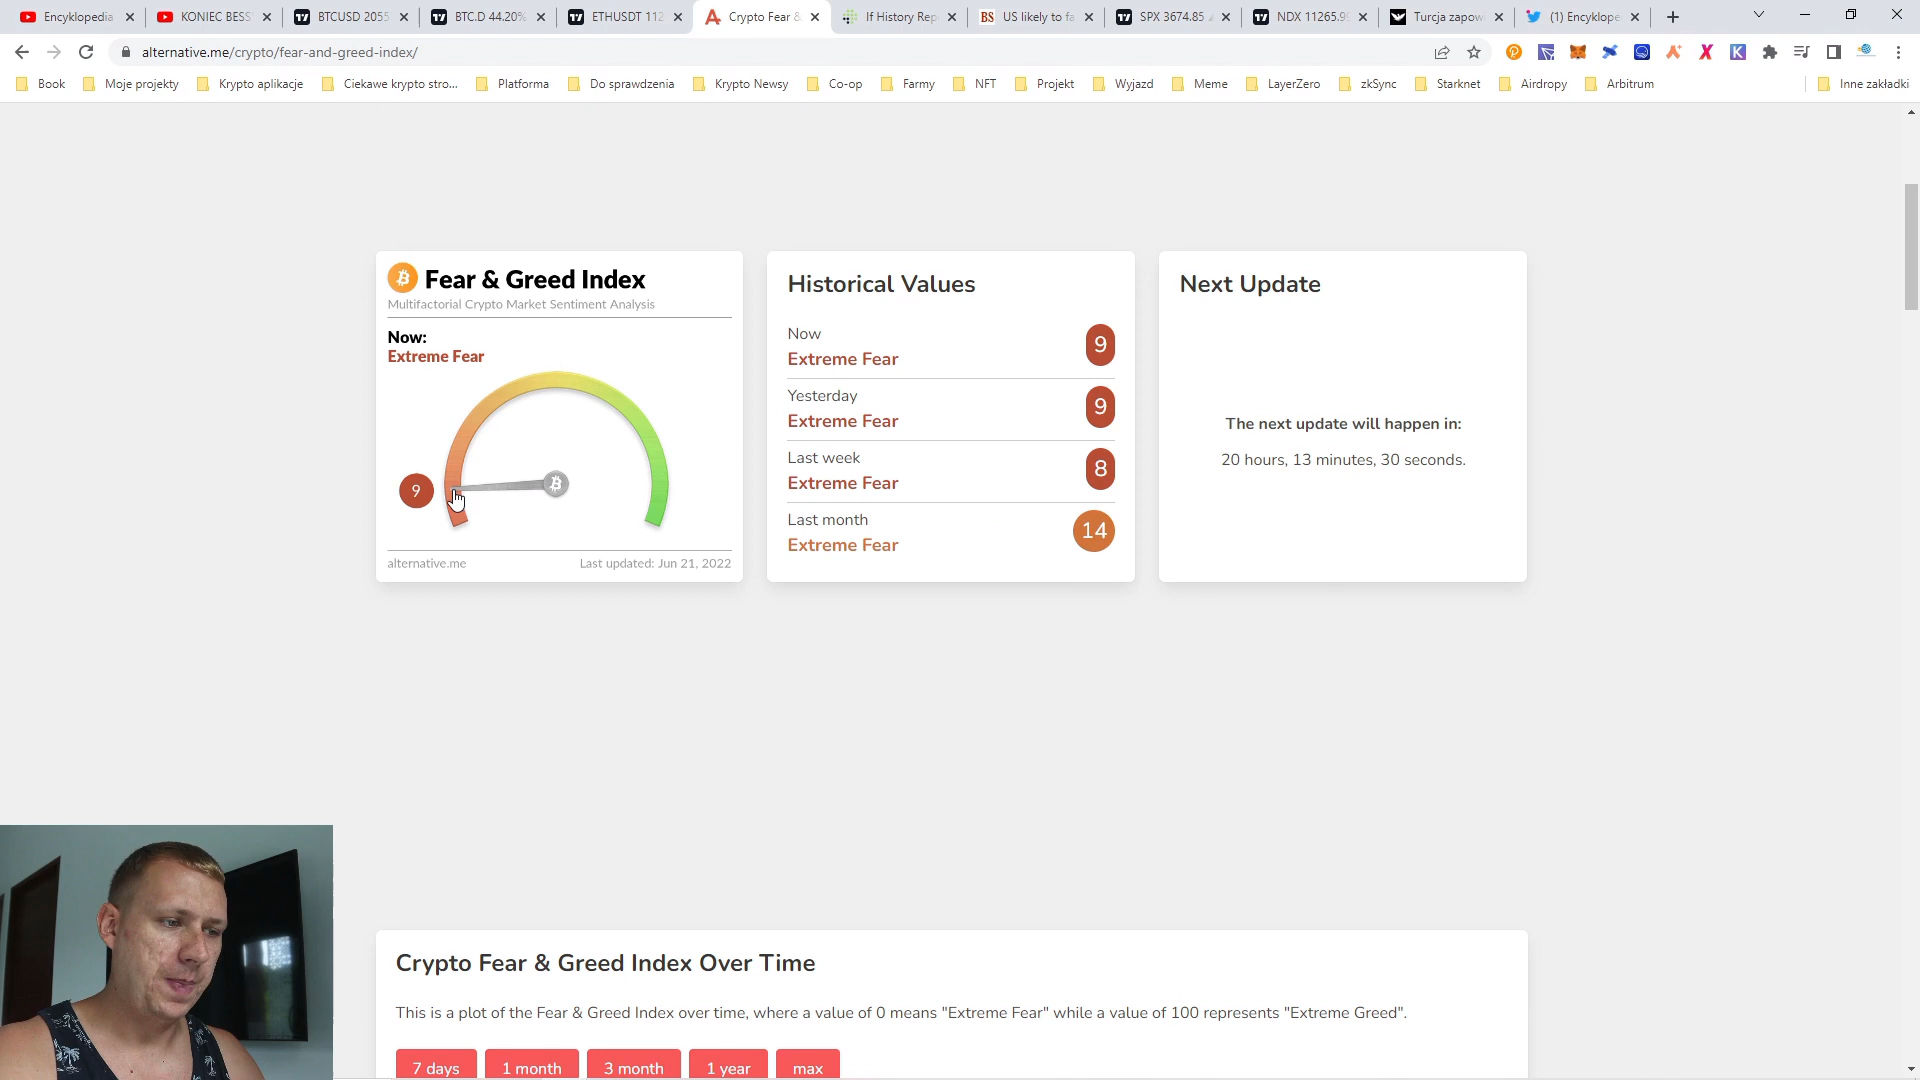 Encyklopedia
KONIEC BESS
BTCUSD 2055
BTC.D 44.20%
ETHUSDT 112
Crypto Fear &
If History Rep
US likely to fa
SPX 3674.85
NDX 11265.99
Turcja zapow
(1) Encyklope
alternative.me/crypto/fear-and-greed-index/
Book
Moje projekty
Krypto aplikacje
Ciekawe krypto stro...
Platforma
Do sprawdzenia
Krypto Newsy
Co-op
Farmy
NFT
Projekt
Wyjazd
Meme
LayerZero
zkSync
Starknet
Airdropy
Arbitrum
Inne zakładki
Fear & Greed Index
Multifactorial Crypto Market Sentiment Analysis
Now:
Extreme Fear
9
alternative.me
Last updated: Jun 21, 2022
Historical Values
Now
Extreme Fear
9
Yesterday
Extreme Fear
9
Last week
Extreme Fear
8
Last month
Extreme Fear
14
Next Update
The next update will happen in:
20 hours, 13 minutes, 30 seconds.
Crypto Fear & Greed Index Over Time
This is a plot of the Fear & Greed Index over time, where a value of 0 means "Extreme Fear" while a value of 100 represents "Extreme Greed".
7 days
1 month
3 month
1 year
max